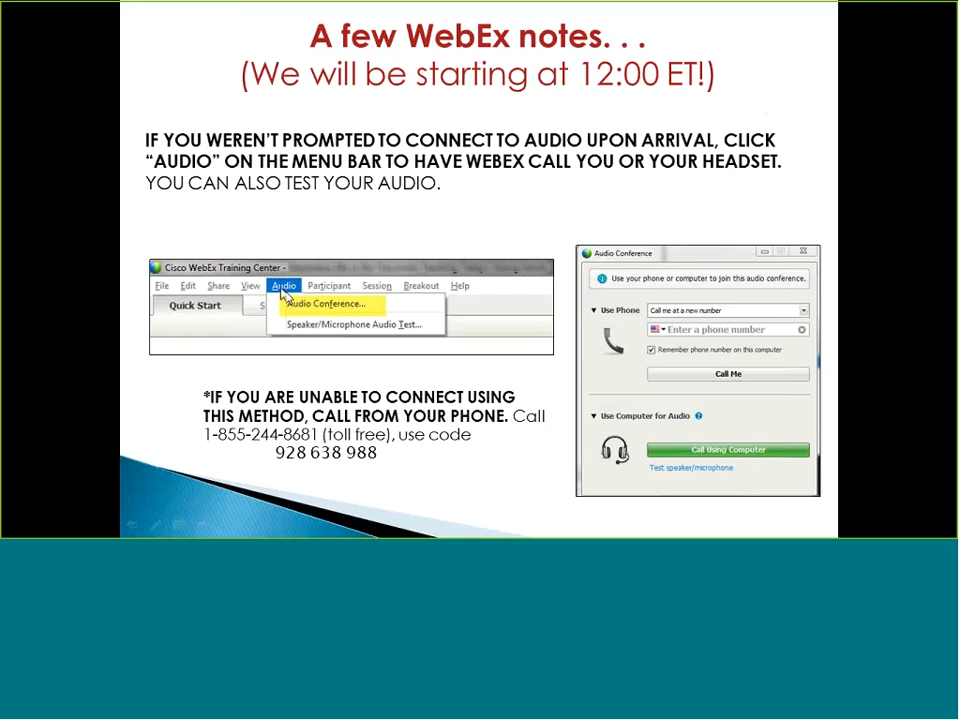 A few WebEx notes. . .
(We will be starting at 12:00 ET!)
IF YOU WEREN'T PROMPTED TO CONNECT TO AUDIO UPON ARRIVAL, CLICK
“AUDIO” ON THE MENU BAR TO HAVE WEBEX CALL YOU OR YOUR HEADSET.
YOU CAN ALSO TEST YOUR AUDIO.
Cisco WebEx Training Center -
File Edit Share View Audio Participant Session Breakout Help
Quick Start S
Audio Conference...
Speaker/Microphone Audio Test...
Audio Conference
Use your phone or computer to join this audio conference.
Use Phone
Call me at a new number
Enter a phone number
Remember phone number on this computer
Call Me
Use Computer for Audio ?
Call Using Computer
Test speaker/microphone
*IF YOU ARE UNABLE TO CONNECT USING
THIS METHOD, CALL FROM YOUR PHONE. Call
1-855-244-8681 (toll free), use code
928 638 988